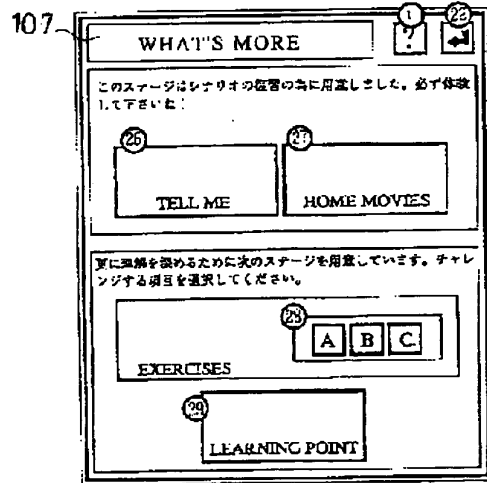 107
1 22
WHAT'S MORE ?
このステージはシナリオの復習の為に用意しました。必ず体験
して下さいね!
26 27
TELL ME HOME MOVIES
更に理解を深めるために次のステージを用意しています。チャレ
ンジする項目を選択してください。
28
A B C
EXERCISES
29
LEARNING POINT